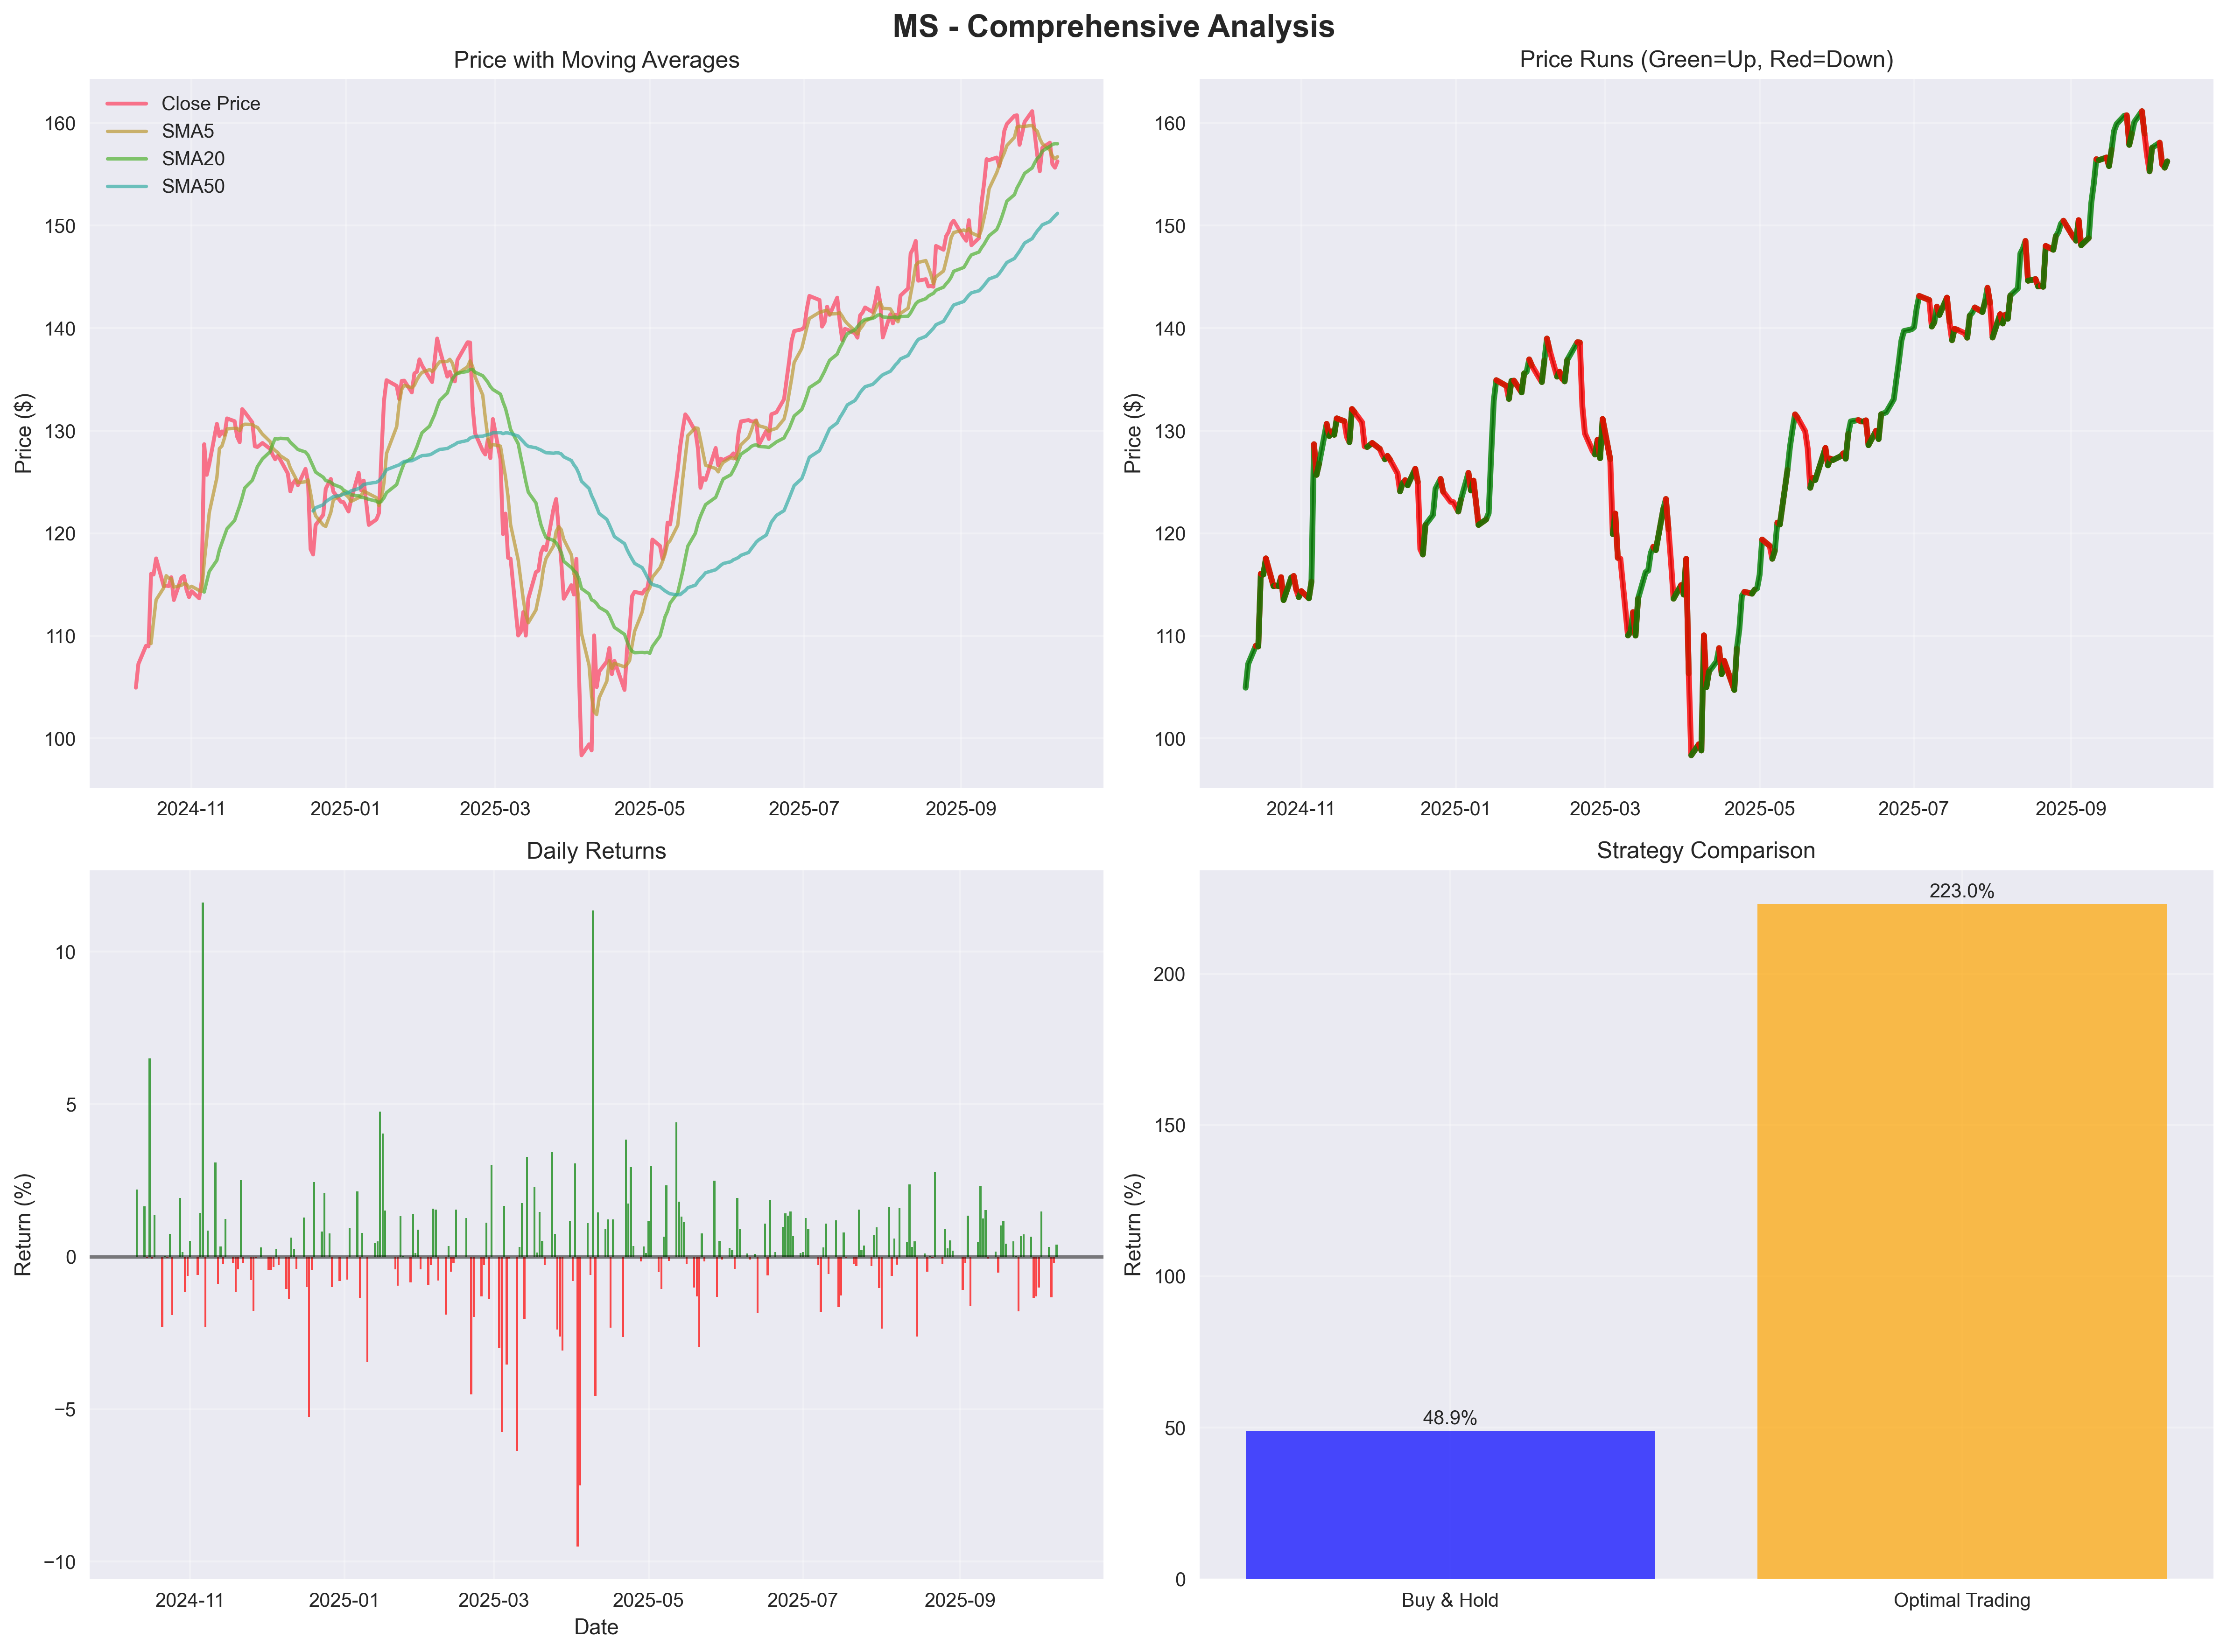 MS - Comprehensive Analysis
Price with Moving Averages
Close Price
SMA5
SMA20
SMA50
Price ($)
160
150
140
130
120
110
100
2024-11
2025-01
2025-03
2025-05
2025-07
2025-09
Price Runs (Green=Up, Red=Down)
Price ($)
160
150
140
130
120
110
100
2024-11
2025-01
2025-03
2025-05
2025-07
2025-09
Daily Returns
Return (%)
10
5
0
−5
−10
2024-11
2025-01
2025-03
2025-05
2025-07
2025-09
Date
Strategy Comparison
Return (%)
200
150
100
50
0
48.9%
223.0%
Buy & Hold
Optimal Trading